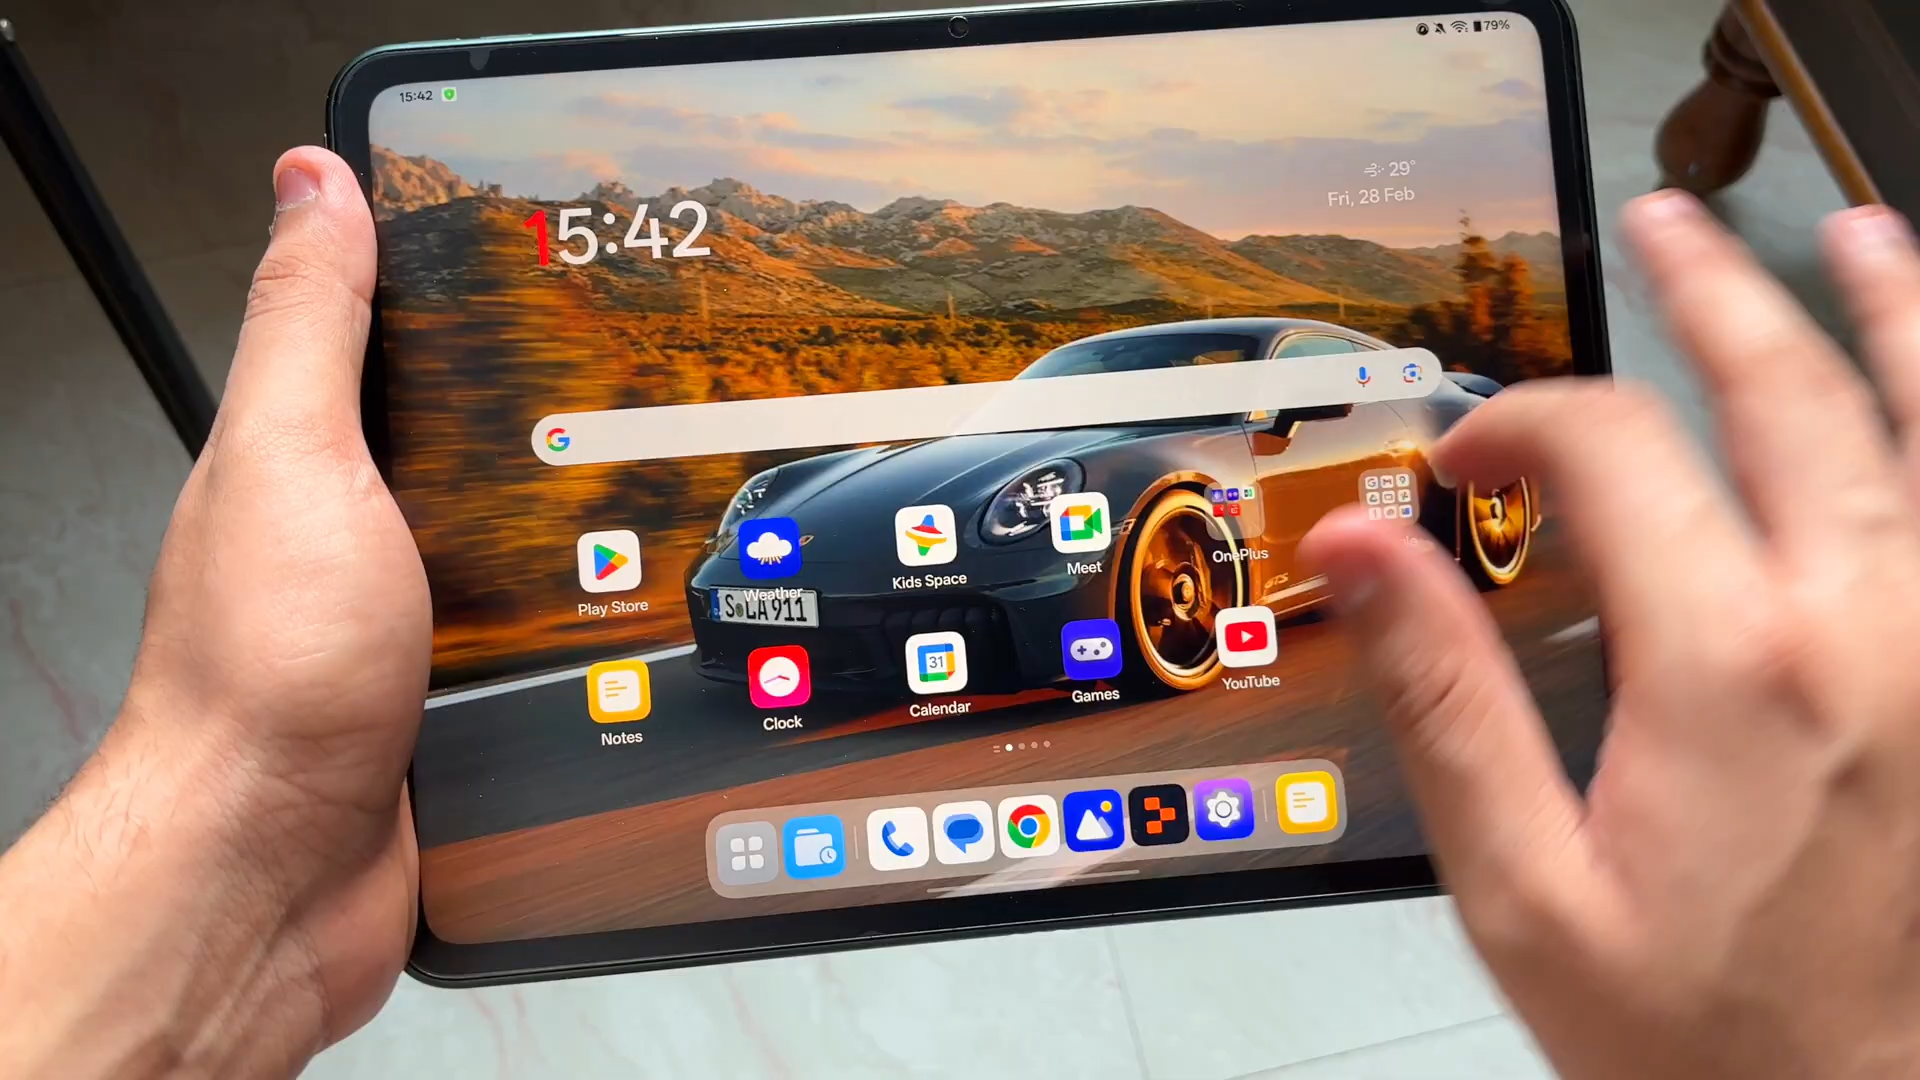 15:42
79%
15:42
29°
Fri, 28 Feb
Play Store
Weather
Kids Space
Meet
OnePlus
S LA 911
GTS
Notes
Clock
31
Calendar
Games
YouTube